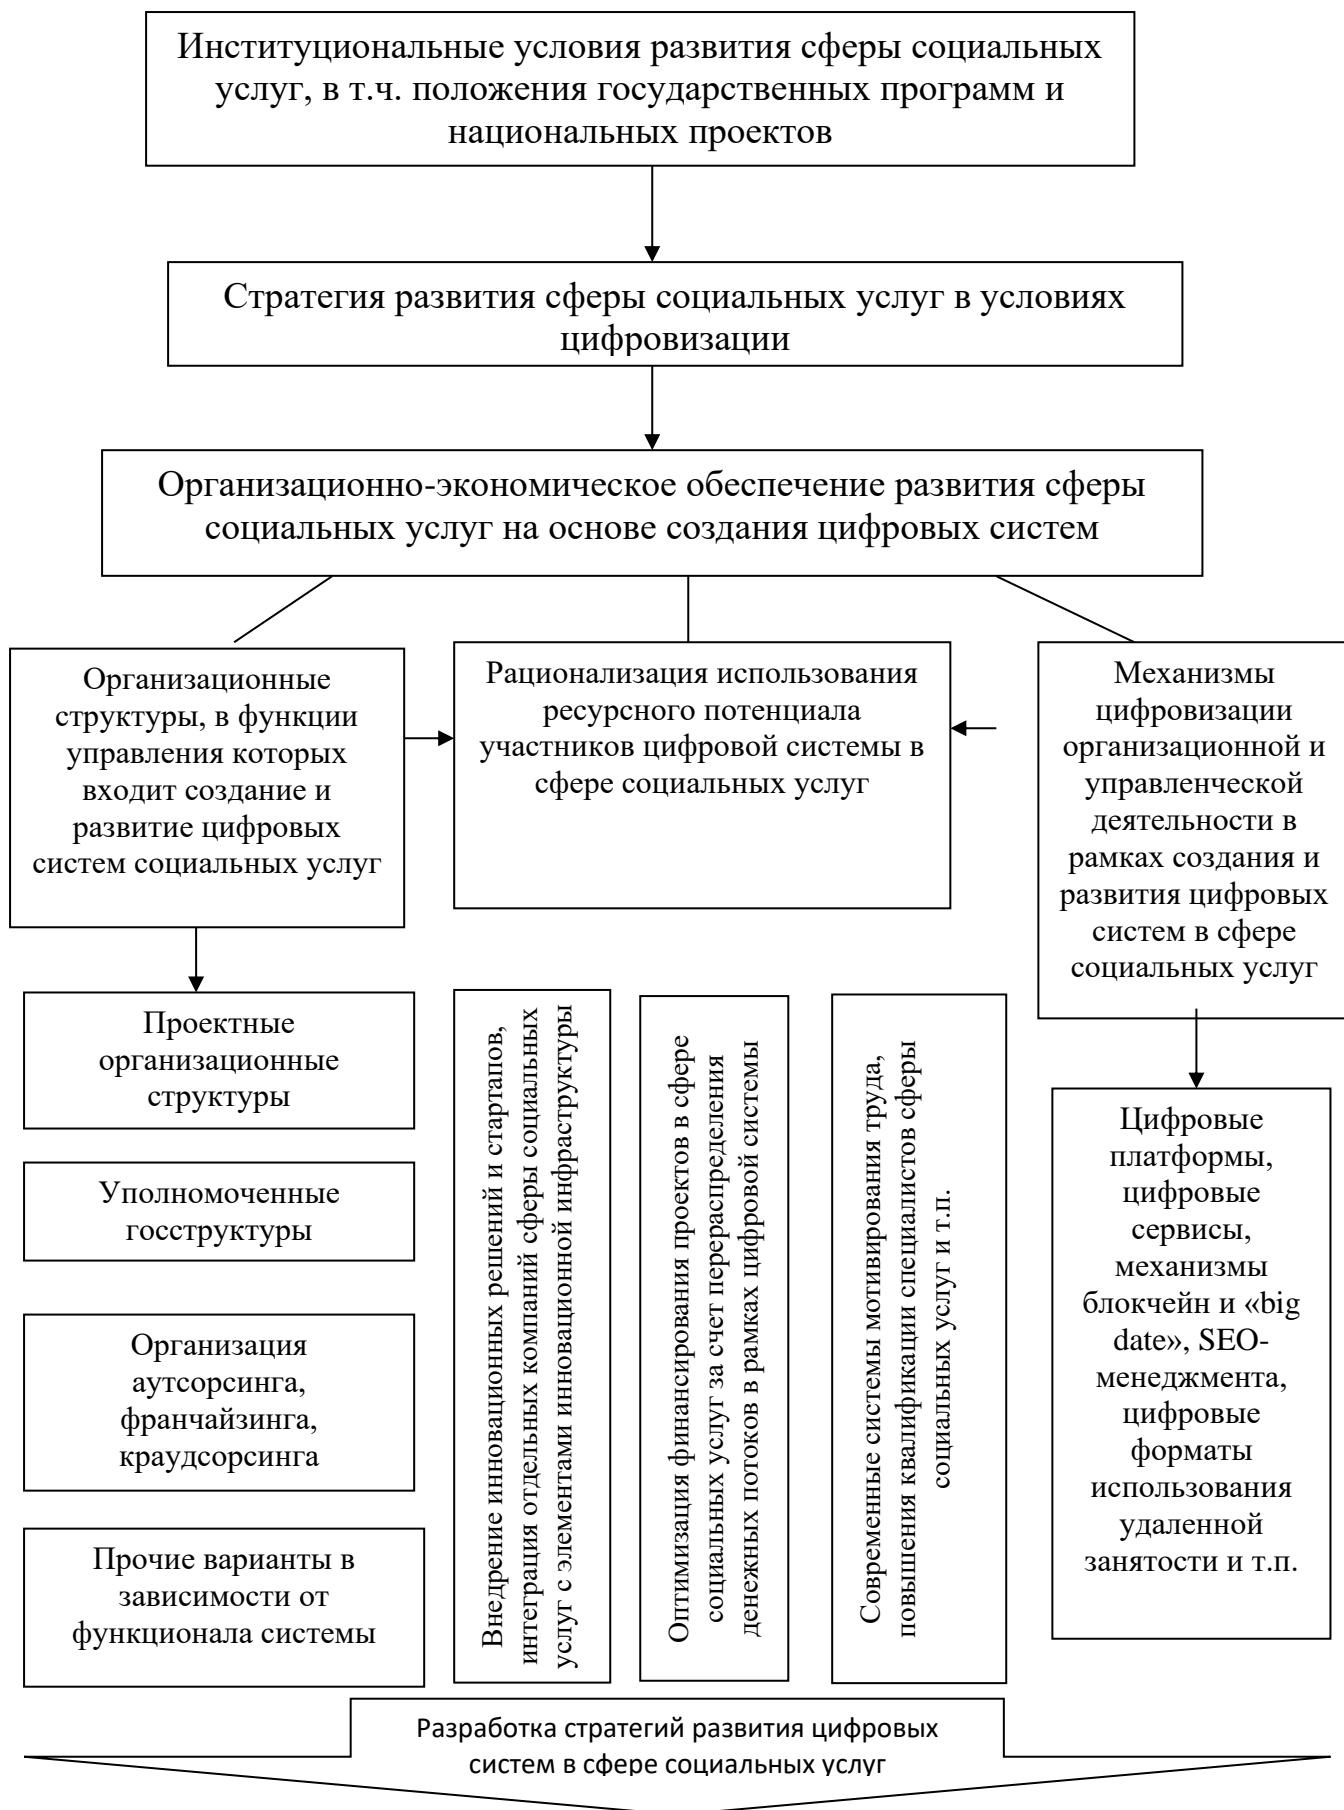 Институциональные условия развития сферы социальных
услуг, в т.ч. положения государственных программ и
национальных проектов
Стратегия развития сферы социальных услуг в условиях
цифровизации
Организационно-экономическое обеспечение развития сферы
социальных услуг на основе создания цифровых систем
Организационные
структуры, в функции
управления которых
входит создание и
развитие цифровых
систем социальных услуг
Рационализация использования
ресурсного потенциала
участников цифровой системы в
сфере социальных услуг
Механизмы
цифровизации
организационной и
управленческой
деятельности в
рамках создания и
развития цифровых
систем в сфере
социальных услуг
Проектные
организационные
структуры
Уполномоченные
госструктуры
Организация
аутсорсинга,
франчайзинга,
краудсорсинга
Прочие варианты в
зависимости от
функционала системы
Внедрение инновационных решений и стартапов,
интеграция отдельных компаний сферы социальных
услуг с элементами инновационной инфраструктуры
Оптимизация финансирования проектов в сфере
социальных услуг за счет перераспределения
денежных потоков в рамках цифровой системы
Современные системы мотивирования труда,
повышения квалификации специалистов сферы
социальных услуг и т.п.
Цифровые
платформы,
цифровые
сервисы,
механизмы
блокчейн и «big
date», SEO-
менеджмента,
цифровые
форматы
использования
удаленной
занятости и т.п.
Разработка стратегий развития цифровых
систем в сфере социальных услуг